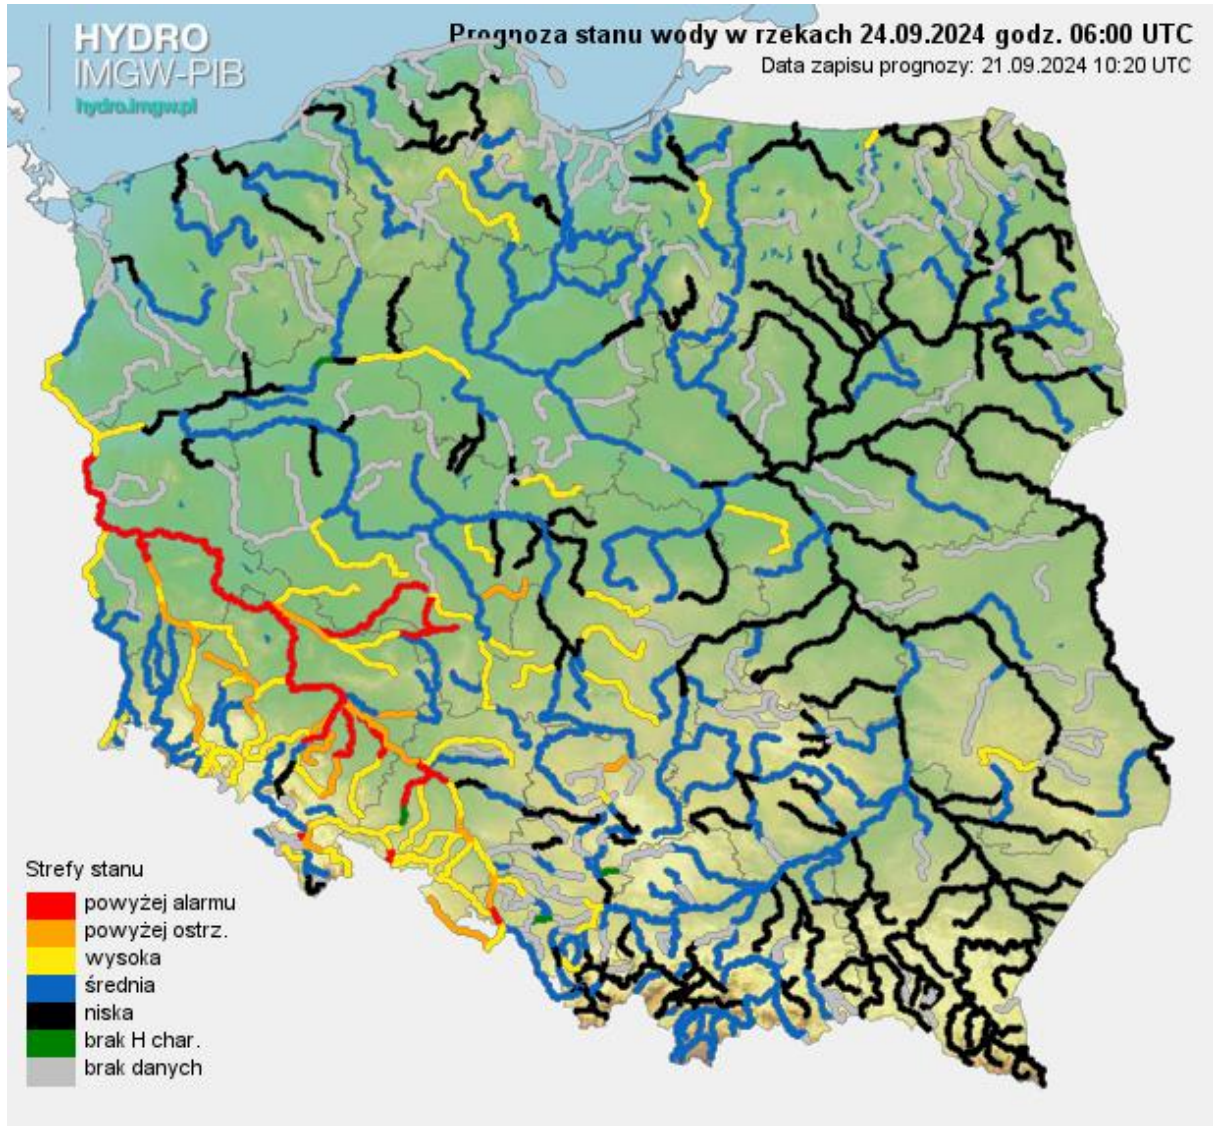 HYDRO
IMGW-PIB
hydro.imgw.pl
Prognoza stanu wody w rzekach 24.09.2024 godz. 06:00 UTC
Data zapisu prognozy: 21.09.2024 10:20 UTC
Strefy stanu
powyżej alarmu
powyżej ostrz.
wysoka
średnia
niska
brak H char.
brak danych